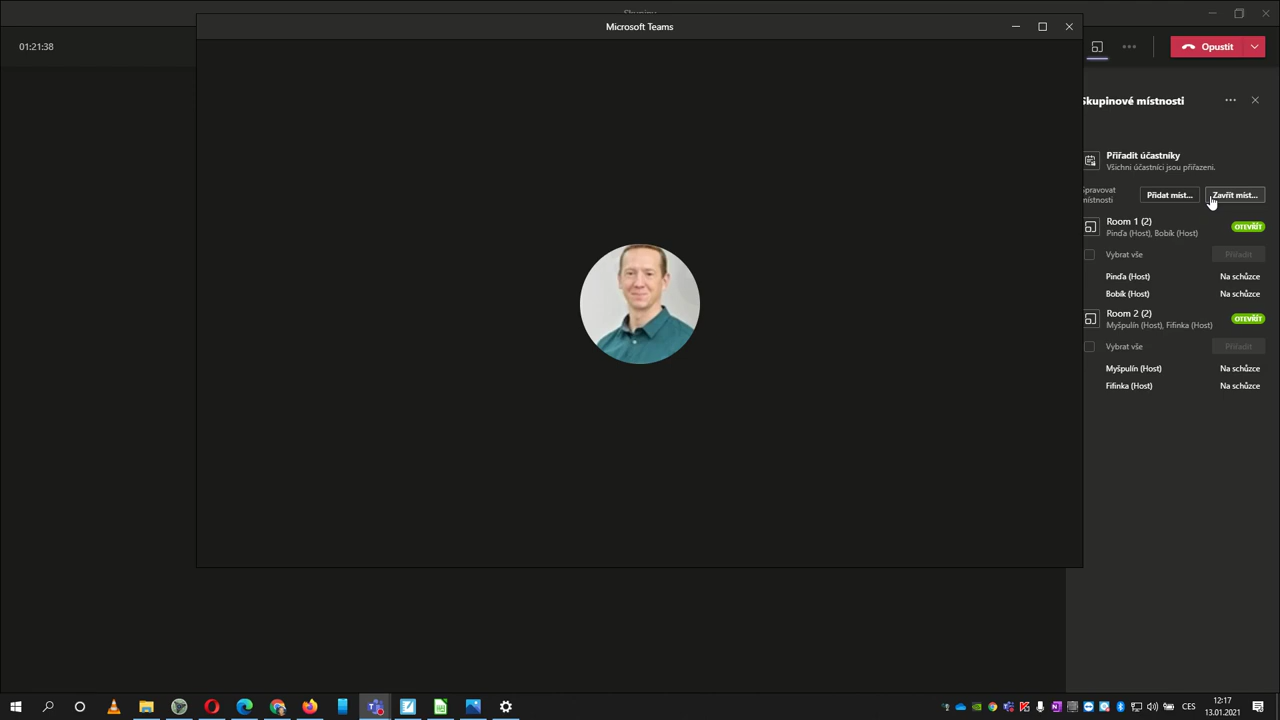 Microsoft Teams
01:21:38
Opustit
Skupinové místnosti
Přiřadit účastníky
Všichni účastníci jsou přiřazeni.
Spravovat
místnosti
Přidat míst...
Zavřít míst...
Room 1 (2)
Pinďa (Host), Bobík (Host)
OTEVŘÍT
Vybrat vše
Přiřadit
Pinďa (Host)
Na schůzce
Bobík (Host)
Na schůzce
Room 2 (2)
Myšpulín (Host), Fifinka (Host)
OTEVŘÍT
Vybrat vše
Přiřadit
Myšpulín (Host)
Na schůzce
Fifinka (Host)
Na schůzce
CES
12:17
13.01.2021